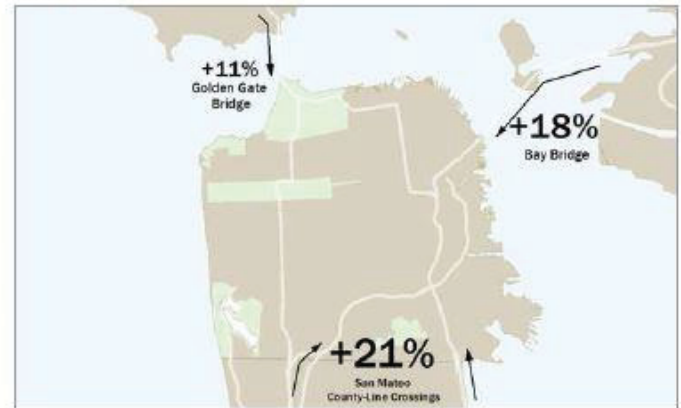 +11%
Golden Gate
Bridge
+18%
Bay Bridge
+21%
San Mateo
County-Line Crossings